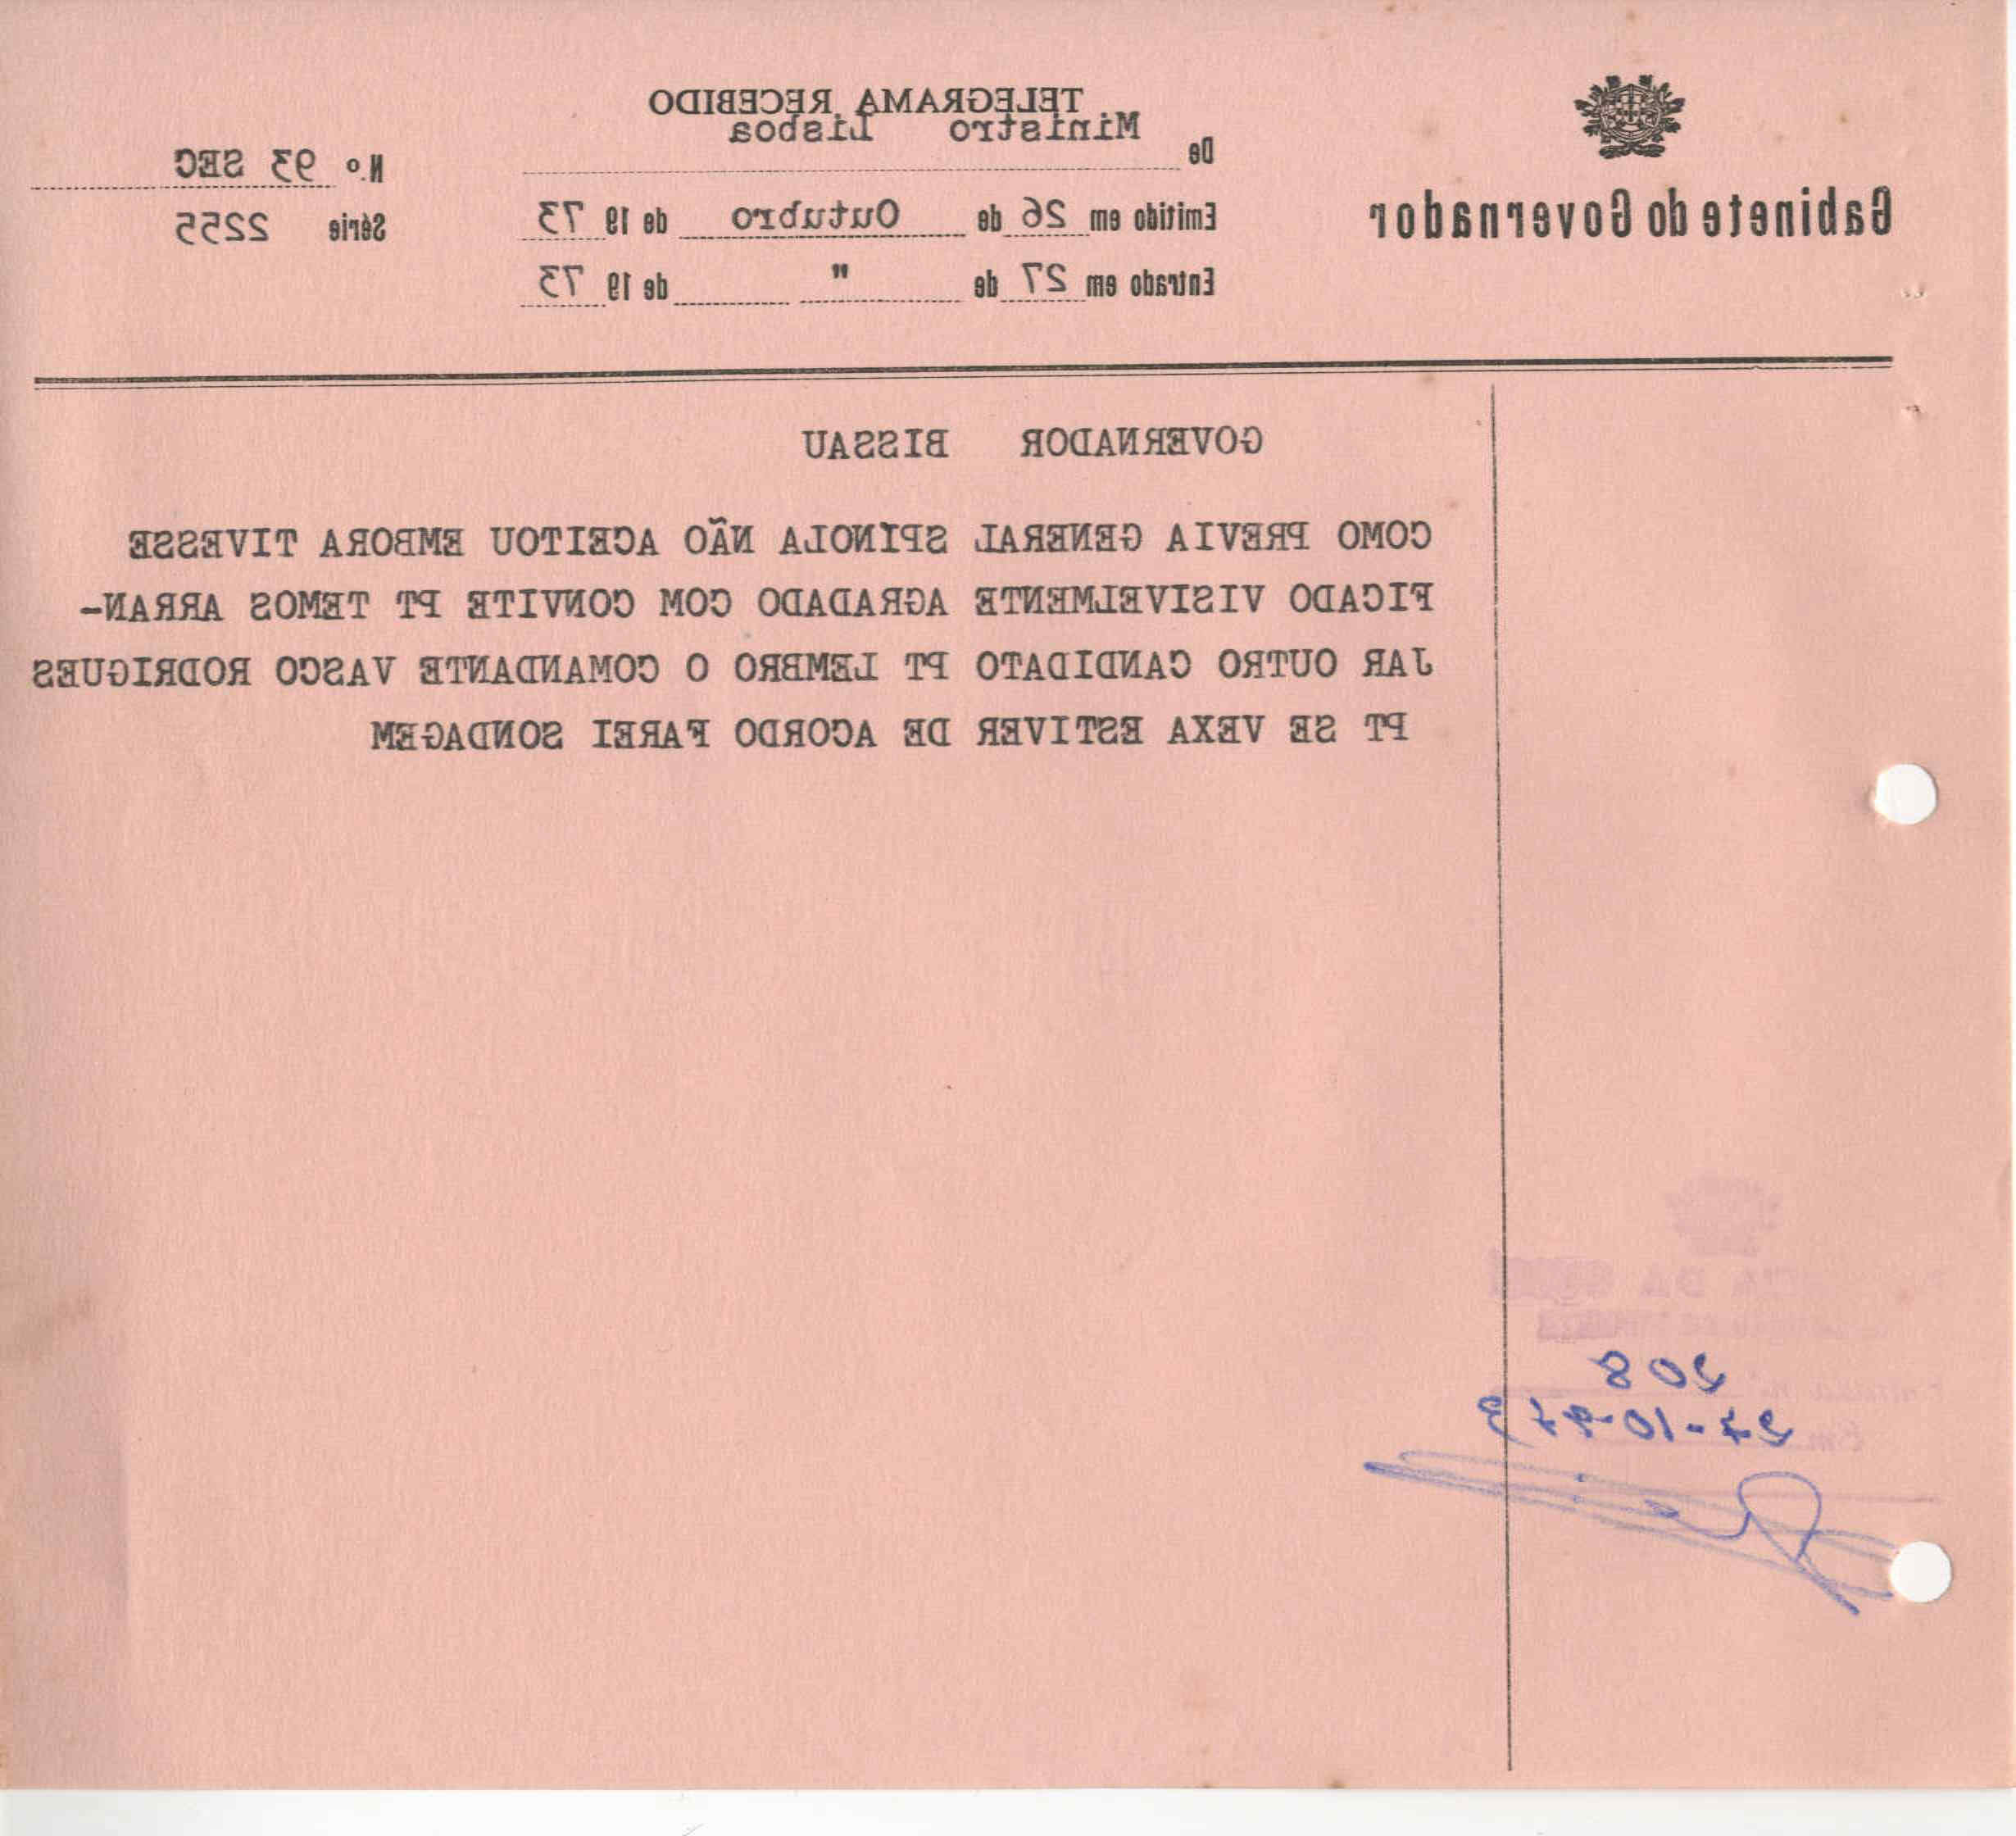 Gabinete do Governador
TELEGRAMA RECEBIDO
De Ministro Lisboa
Emitido em 26 de Outubro de 19 73
Entrado em 27 de " de 19 73
N.º 93 SEC
Série 2255
GOVERNADOR BISSAU
COMO PREVIA GENERAL SPÍNOLA NÃO ACEITOU EMBORA TIVESSE
FICADO VISIVELMENTE AGRADADO COM CONVITE PT TEMOS ARRAN-
JAR OUTRO CANDIDATO PT LEMBRO O COMANDANTE VASCO RODRIGUES
PT SE VEXA ESTIVER DE ACORDO FAREI SONDAGEM
DA
208
27-10-973